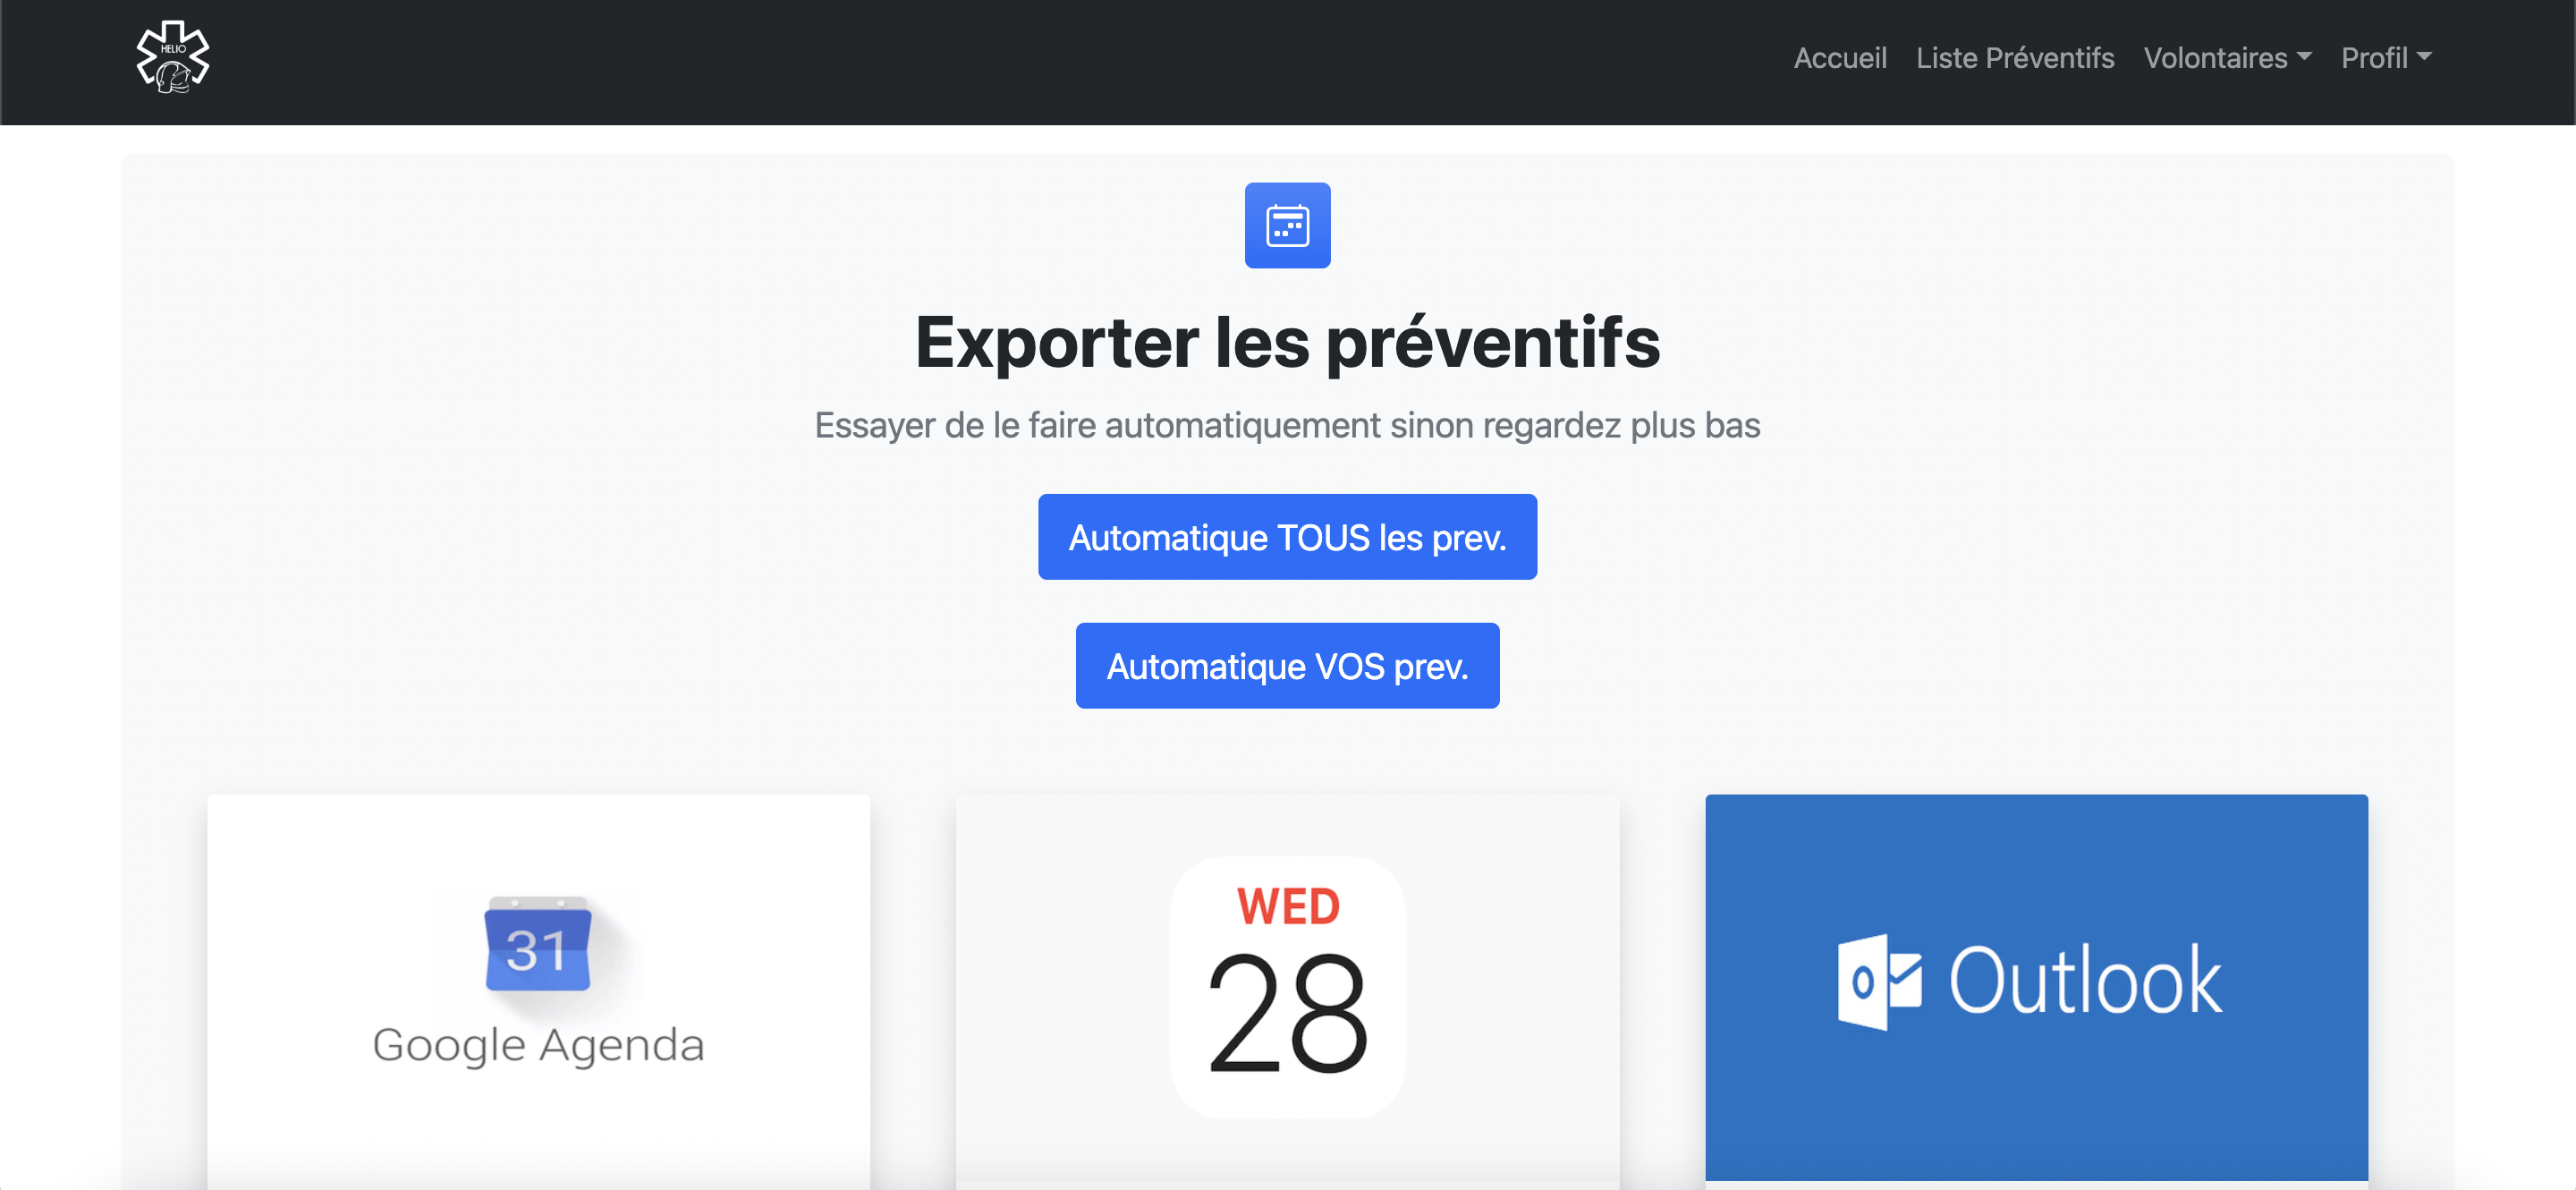 HELIO
Accueil Liste Préventifs Volontaires Profil
Exporter les préventifs
Essayer de le faire automatiquement sinon regardez plus bas
Automatique TOUS les prev.
Automatique VOS prev.
31
Google Agenda
WED
28
Outlook